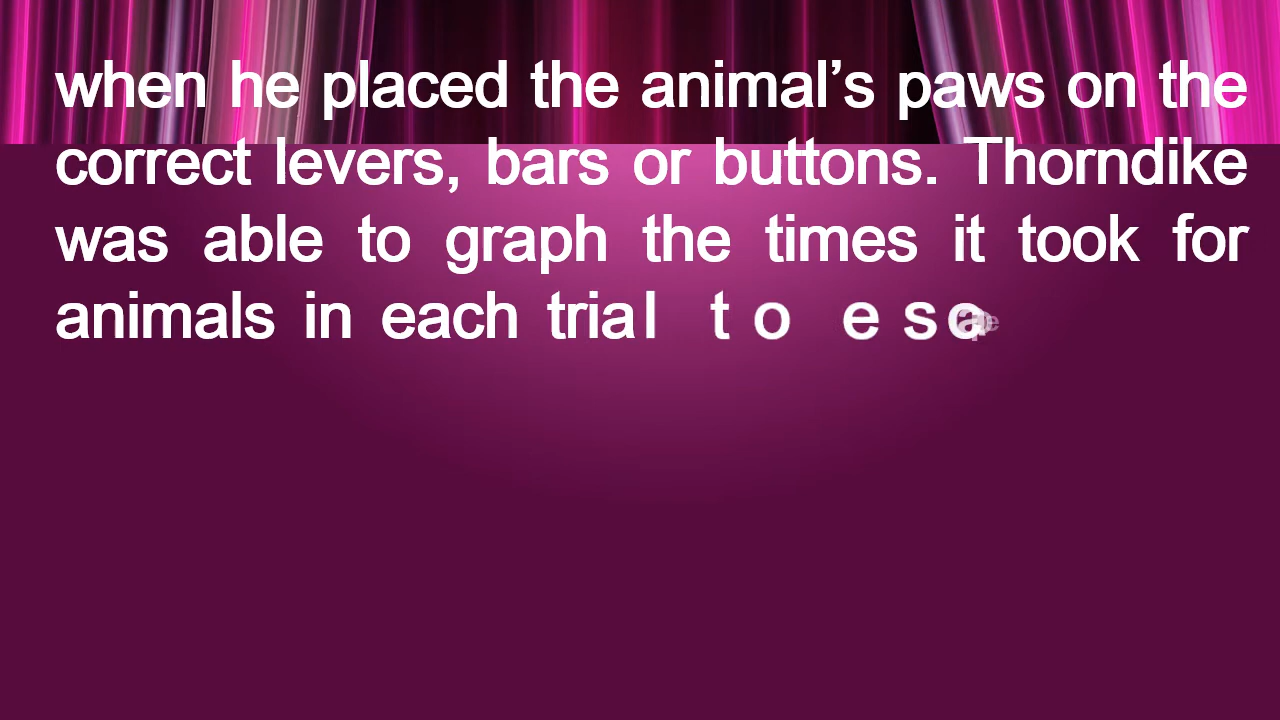 when he placed the animal’s paws on the
correct levers, bars or buttons. Thorndike
was able to graph the times it took for
animals in each trial to